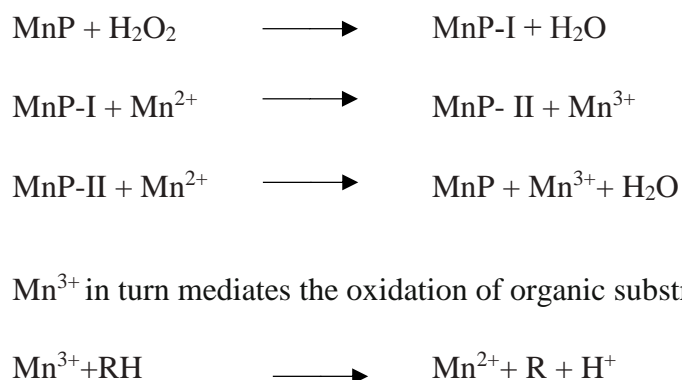 MnP + H₂O₂ ⟶ MnP-I + H₂O
MnP-I + Mn²⁺ ⟶ MnP- II + Mn³⁺
MnP-II + Mn²⁺ ⟶ MnP + Mn³⁺+ H₂O
Mn³⁺ in turn mediates the oxidation of organic
Mn³⁺+RH ⟶ Mn²⁺+ R + H⁺